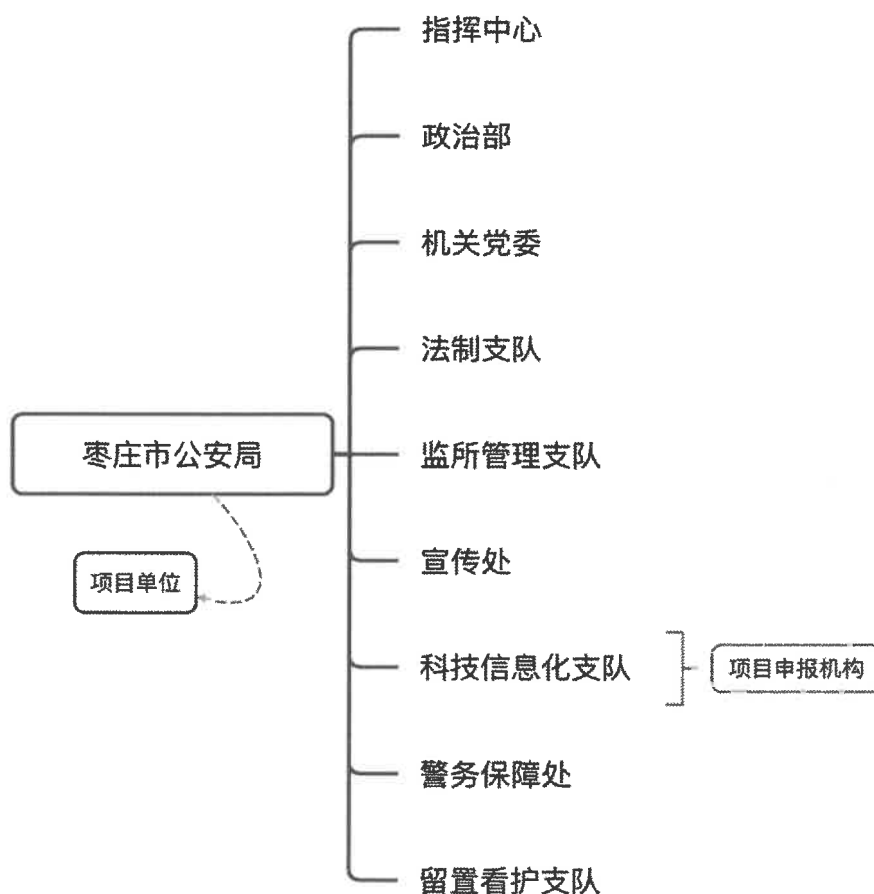 指挥中心
政治部
机关党委
法制支队
枣庄市公安局
监所管理支队
项目单位
宣传处
科技信息化支队
项目申报机构
警务保障处
留置看护支队